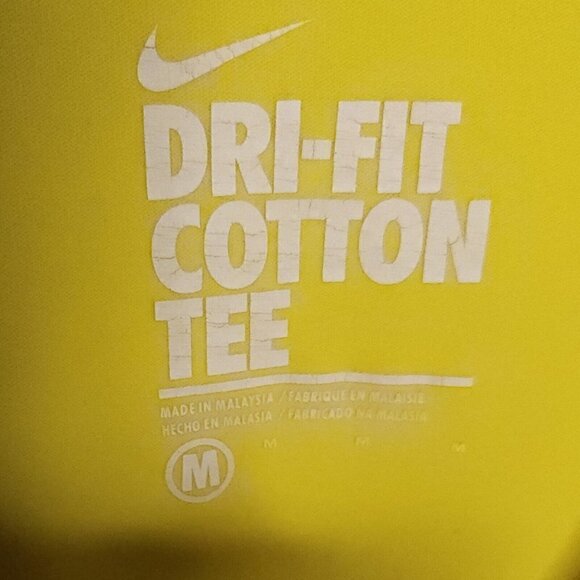 DRI-FIT
COTTON
TEE
MADE IN MALAYSIA / FABRIQUE EN MALAISIE
HECHO EN MALASIA / FABRICADO NA MALASIA
M M M M